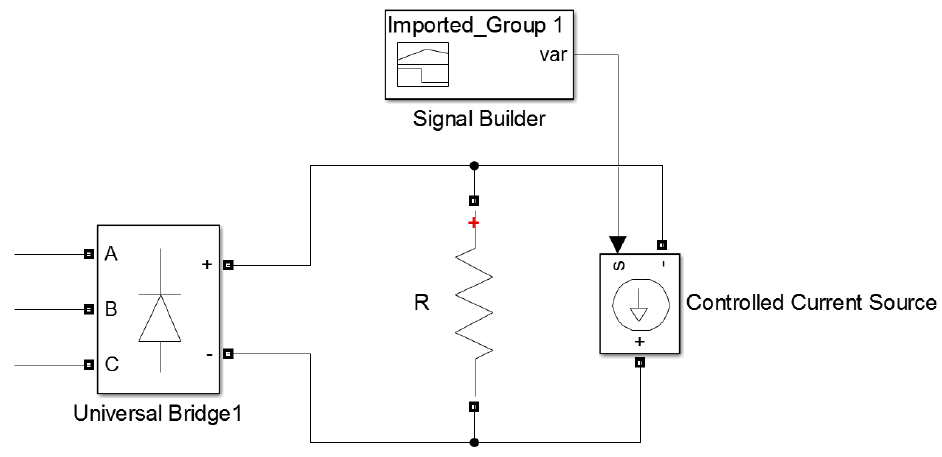 Imported_Group 1
var
Signal Builder
A
+
B
-
C
Universal Bridge1
+
R
s
-
+
Controlled Current Source